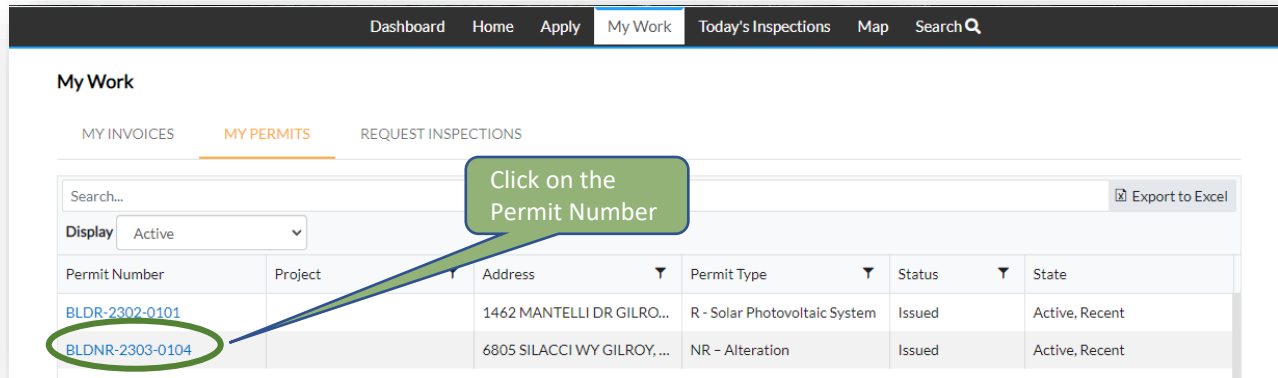 Dashboard Home Apply My Work Today's Inspections Map Search
My Work
MY INVOICES MY PERMITS REQUEST INSPECTIONS
Click on the
Permit Number
Search... Export to Excel
Display Active
Permit Number Project Address Permit Type Status State
BLDR-2302-0101 1462 MANTELLI DR GILRO... R - Solar Photovoltaic System Issued Active, Recent
BLDNR-2303-0104 6805 SILACCI WY GILROY, ... NR – Alteration Issued Active, Recent